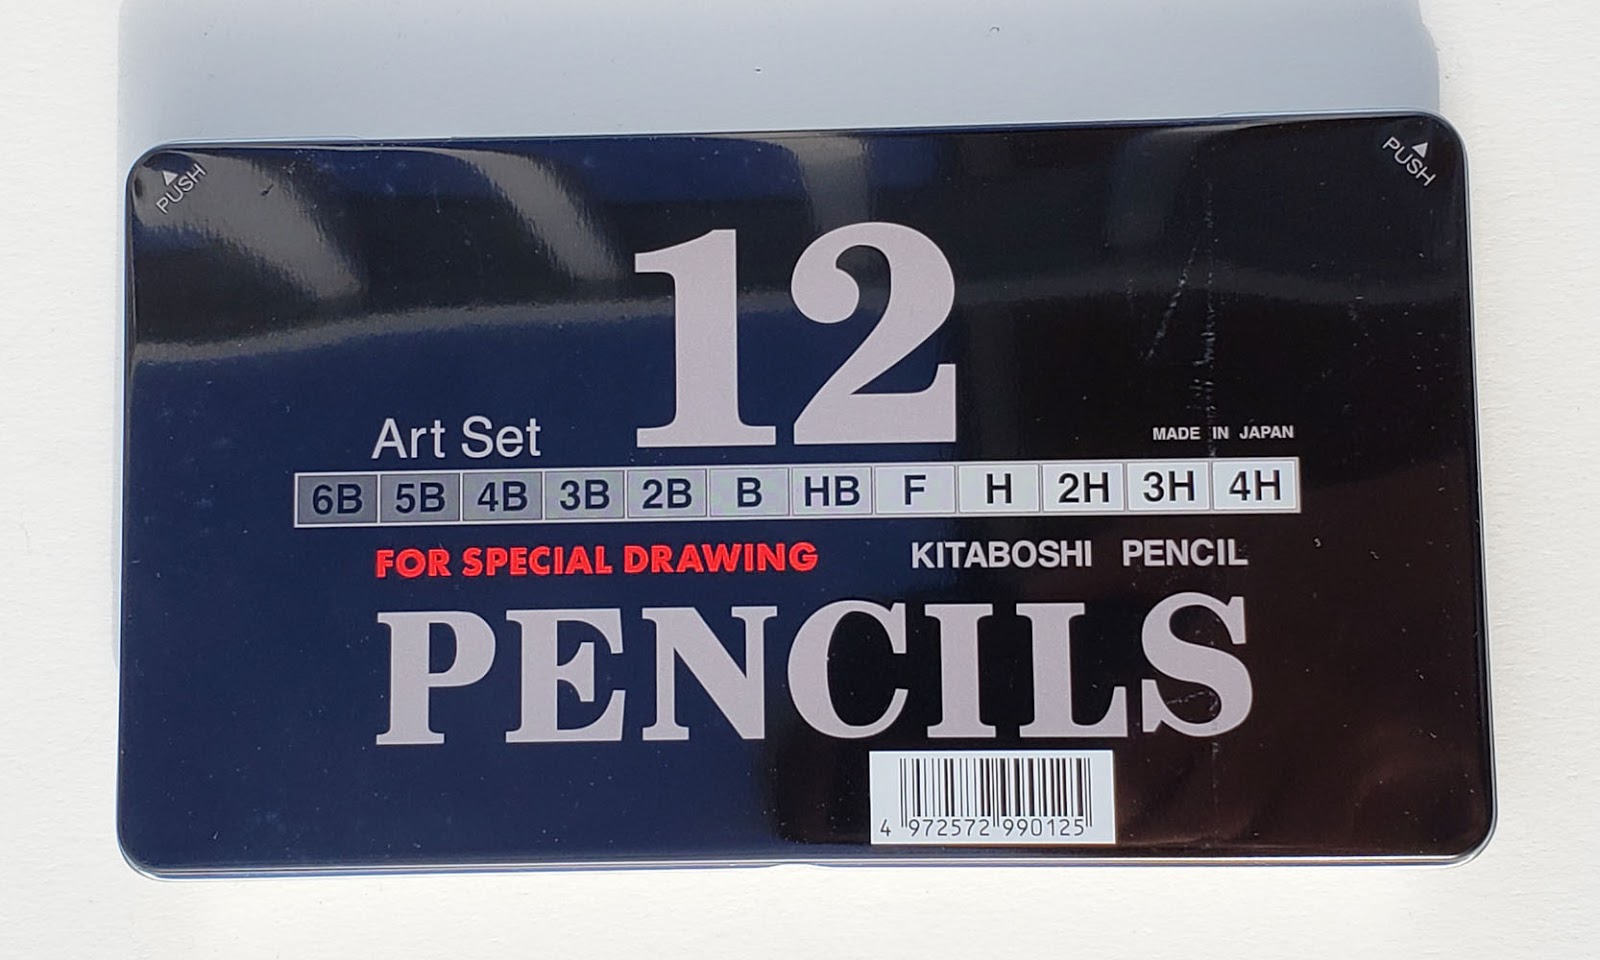 PUSH
PUSH
12
Art Set
MADE IN JAPAN
6B 5B 4B 3B 2B B HB F H 2H 3H 4H
FOR SPECIAL DRAWING KITABOSHI PENCIL
PENCILS
4 972572 990125